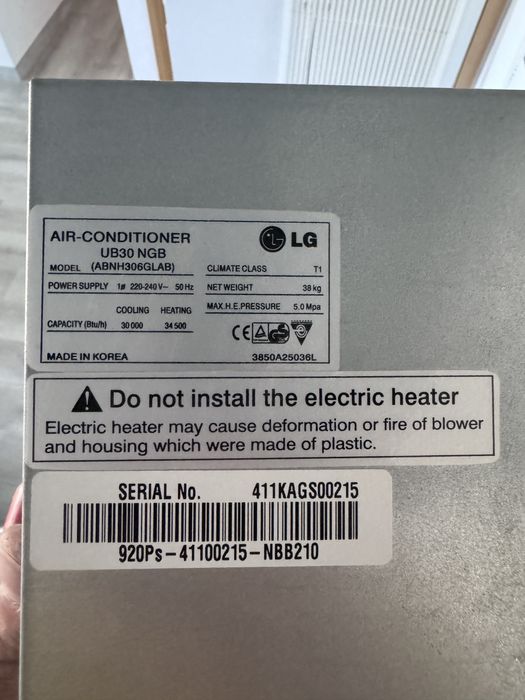 AIR-CONDITIONER LG
UB30 NGB
MODEL (ABNH306GLAB) CLIMATE CLASS T1
POWER SUPPLY 1ø 220-240V~ 50Hz NET WEIGHT 38kg
COOLING HEATING MAX.H.E.PRESSURE 5.0 Mpa
CAPACITY (Btu/h) 30 000 34 500
MADE IN KOREA 3850A25036L
Do not install the electric heater
Electric heater may cause deformation or fire of blower
and housing which were made of plastic.
SERIAL No. 411KAGS00215
920Ps-41100215-NBB210